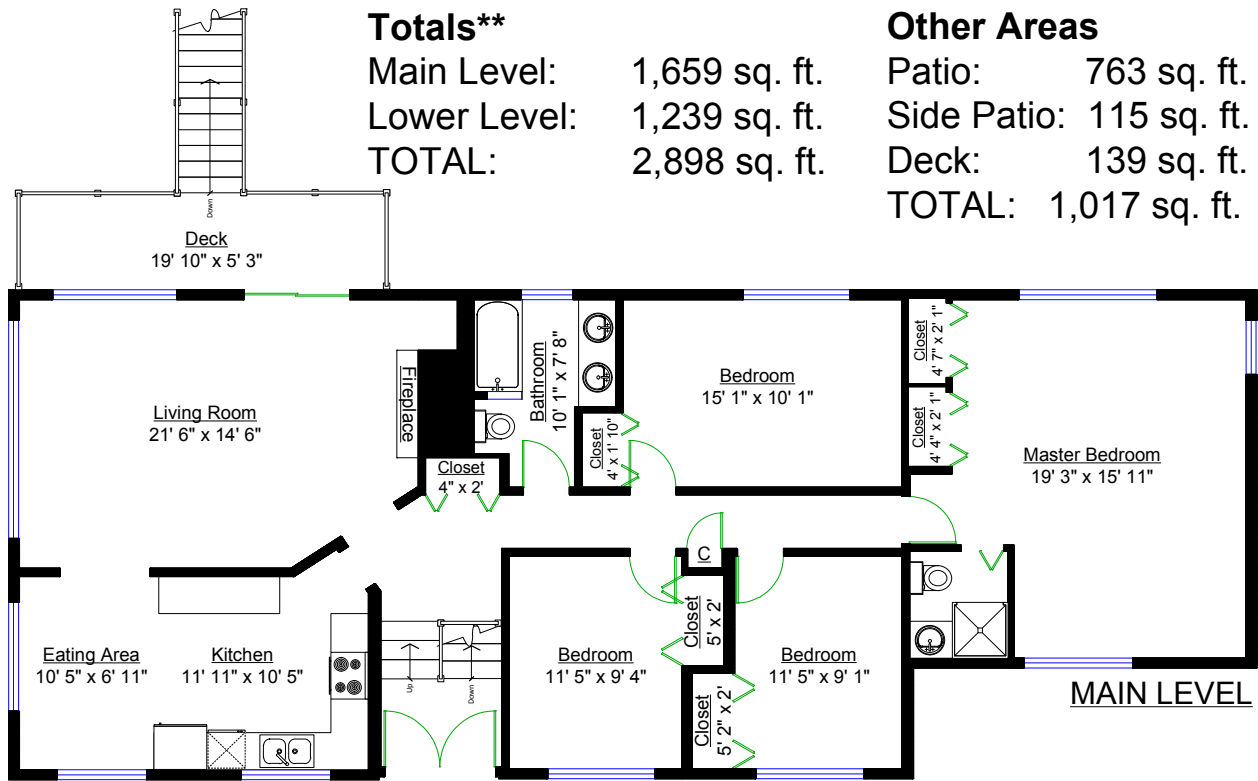 Totals**
Main Level: 1,659 sq. ft.
Lower Level: 1,239 sq. ft.
TOTAL: 2,898 sq. ft.
Other Areas
Patio: 763 sq. ft.
Side Patio: 115 sq. ft.
Deck: 139 sq. ft.
TOTAL: 1,017 sq. ft.
Down
Deck
19' 10" x 5' 3"
Living Room
21' 6" x 14' 6"
Fireplace
Closet
4" x 2'
Bathroom
10' 1" x 7' 8"
Closet
4' x 1' 10"
Bedroom
15' 1" x 10' 1"
Closet
4' 7" x 2' 1"
Closet
4' 4" x 2' 1"
Master Bedroom
19' 3" x 15' 11"
C
Eating Area
10' 5" x 6' 11"
Kitchen
11' 11" x 10' 5"
Up
Down
Bedroom
11' 5" x 9' 4"
Closet
5' x 2'
Closet
5' 2" x 2'
Bedroom
11' 5" x 9' 1"
MAIN LEVEL